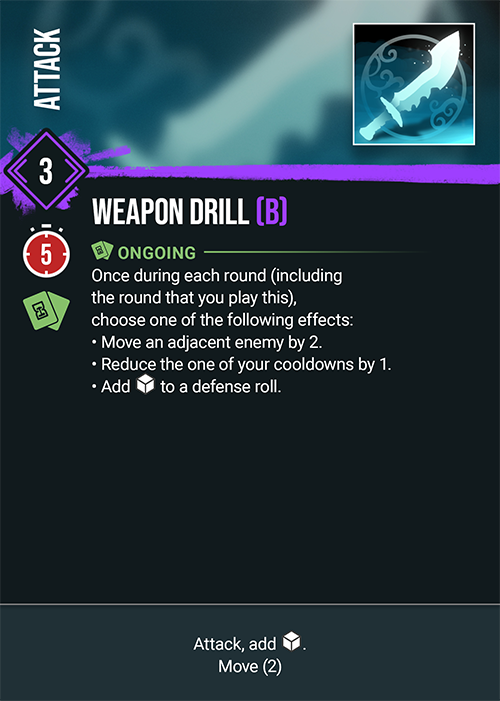 ATTACK
3
WEAPON DRILL (B)
5
ONGOING
Once during each round (including
the round that you play this),
choose one of the following effects:
• Move an adjacent enemy by 2.
• Reduce the one of your cooldowns by 1.
• Add to a defense roll.
Attack, add .
Move (2)